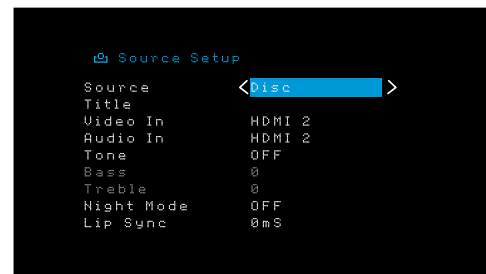 Source Setup
Source < Disc >
Title
Video In HDMI 2
Audio In HDMI 2
Tone OFF
Bass 0
Treble 0
Night Mode OFF
Lip Sync 0mS